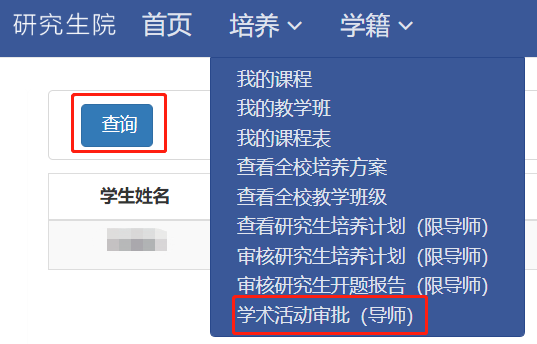 研究生院 首页 培养 学籍
查询
学生姓名
我的课程
我的教学班
我的课程表
查看全校培养方案
查看全校教学班级
查看研究生培养计划（限导师）
审核研究生培养计划（限导师）
审核研究生开题报告（限导师）
学术活动审批（导师）